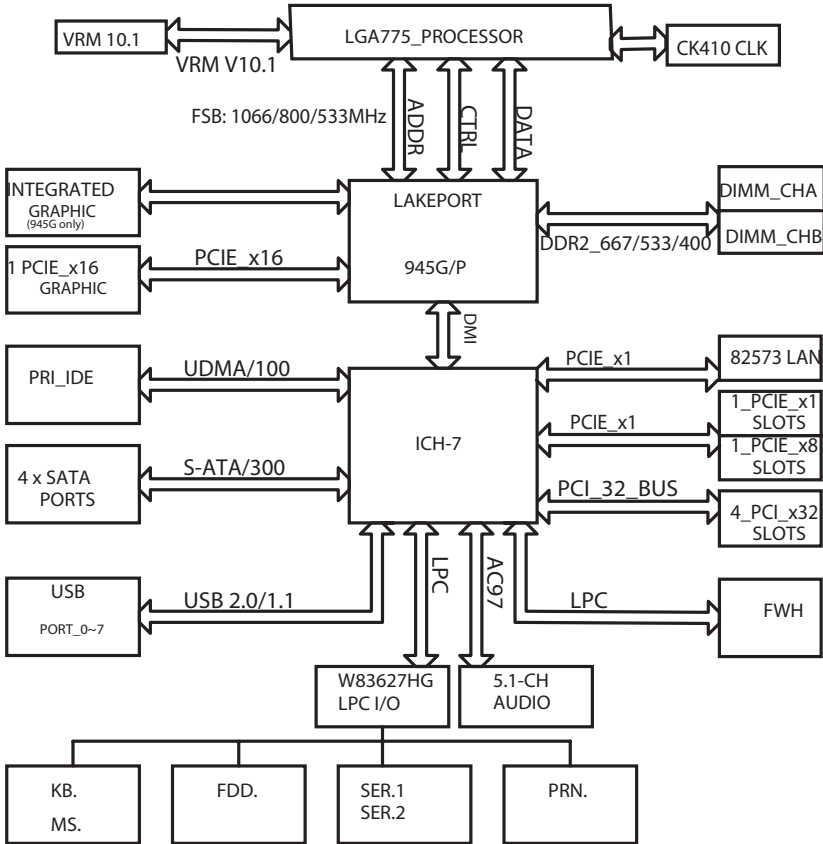 VRM 10.1
VRM V10.1
LGA775_PROCESSOR
CK410 CLK
FSB: 1066/800/533MHz
ADDR
CTRL
DATA
INTEGRATED
GRAPHIC
(945G only)
LAKEPORT
945G/P
DIMM_CHA
DIMM_CHB
DDR2_667/533/400
1 PCIE_x16
GRAPHIC
PCIE_x16
DMI
PRI_IDE
UDMA/100
ICH-7
PCIE_x1
82573 LAN
PCIE_x1
1_PCIE_x1
SLOTS
1_PCIE_x8
SLOTS
4 x SATA
PORTS
S-ATA/300
PCI_32_BUS
4_PCI_x32
SLOTS
USB
PORT_0~7
USB 2.0/1.1
LPC
AC97
LPC
FWH
W83627HG
LPC I/O
5.1-CH
AUDIO
KB.
MS.
FDD.
SER.1
SER.2
PRN.